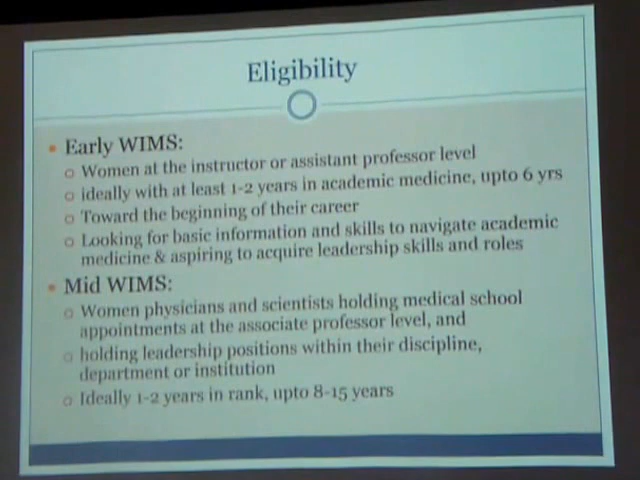 Eligibility
Early WIMS:
Women at the instructor or assistant professor level
ideally with at least 1-2 years in academic medicine, upto 6 yrs
Toward the beginning of their career
Looking for basic information and skills to navigate academic
medicine & aspiring to acquire leadership skills and roles
Mid WIMS:
Women physicians and scientists holding medical school
appointments at the associate professor level, and
holding leadership positions within their discipline,
department or institution
Ideally 1-2 years in rank, upto 8-15 years